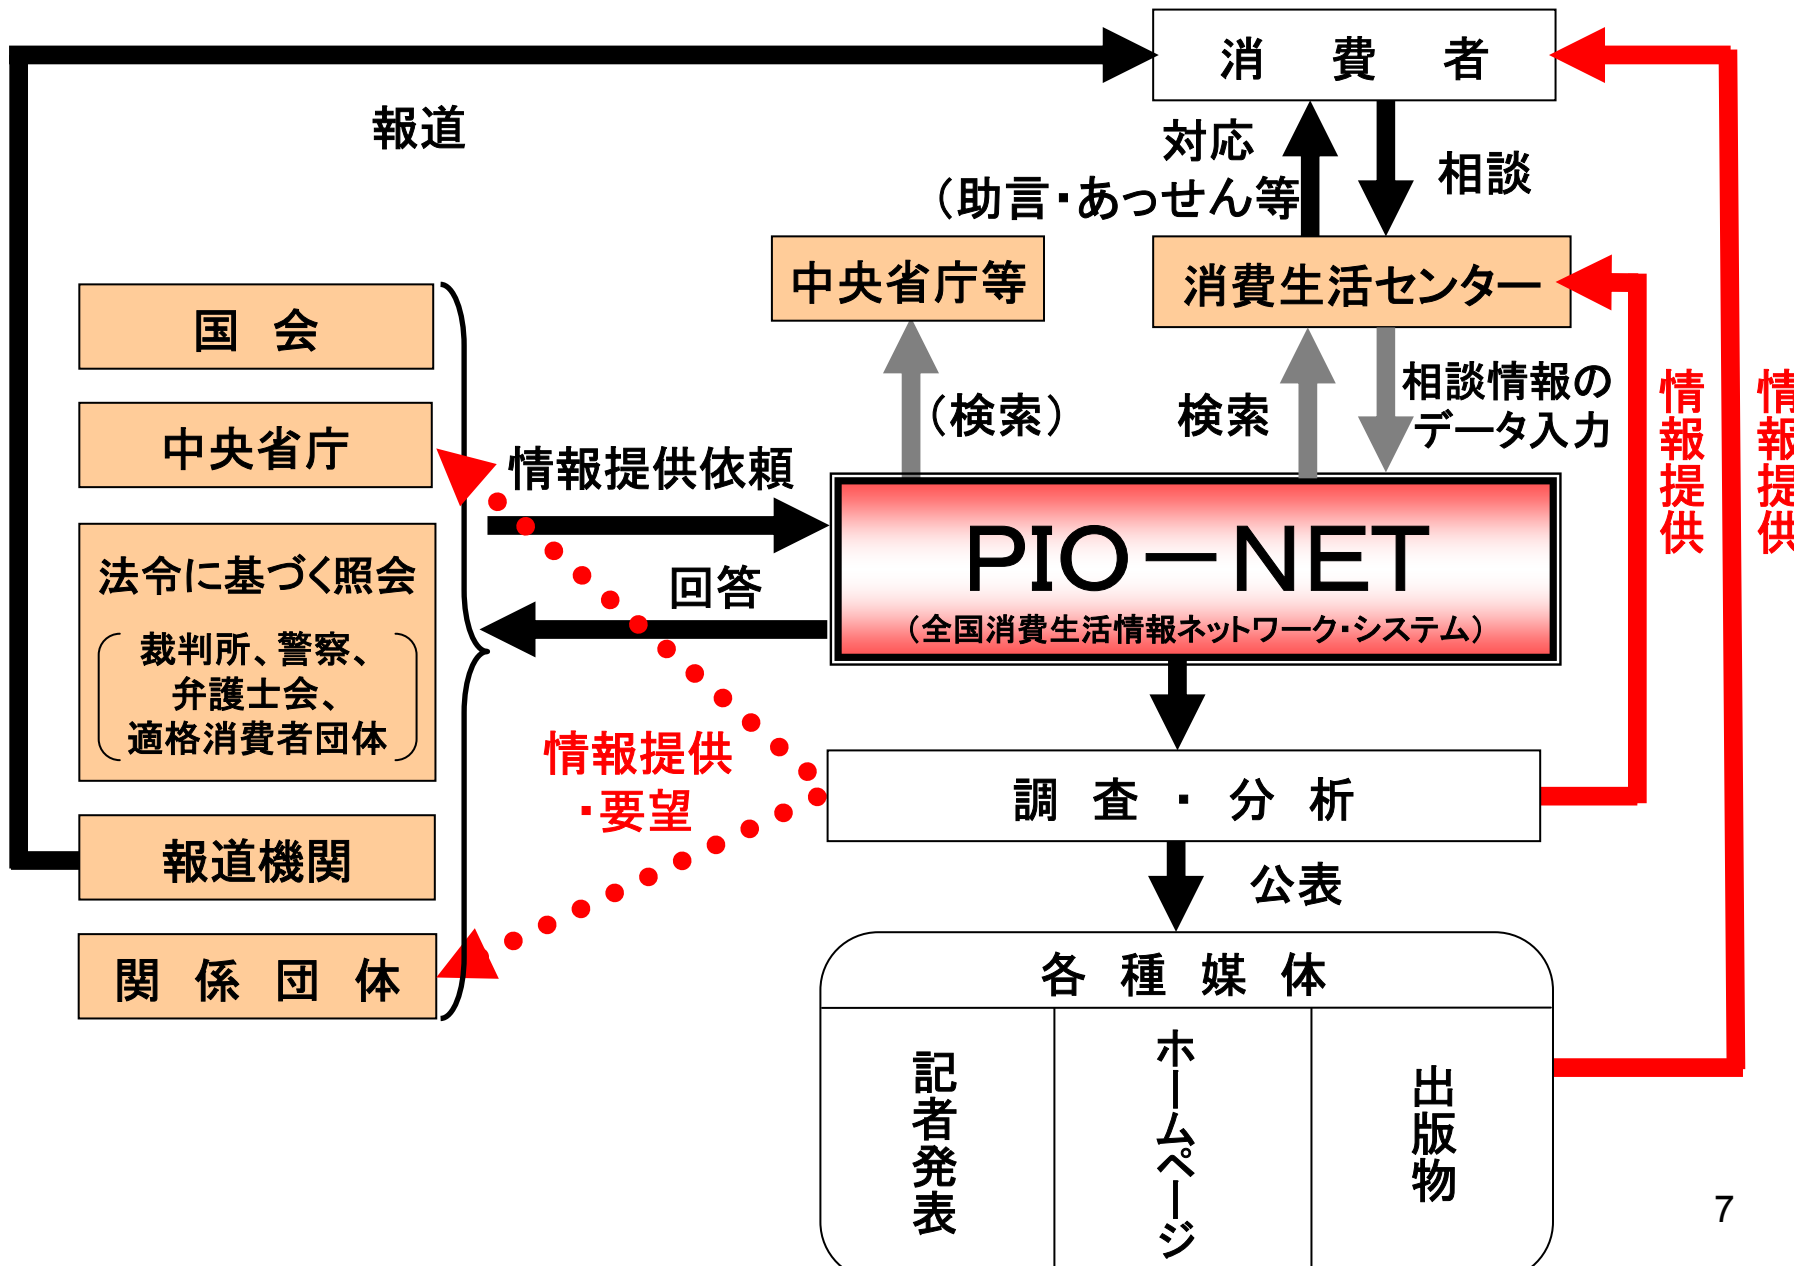 消　費　者
報道
対応
（助言・あっせん等
相談
中央省庁等
消費生活センター
国　会
中央省庁
法令に基づく照会
裁判所、警察、
弁護士会、
適格消費者団体
報道機関
関　係　団　体
（検索）
検索
相談情報の
データ入力
情報提供
情報提供
情報提供依頼
回答
PIO－NET
（全国消費生活情報ネットワーク・システム）
情報提供
・要望
調　査　・　分　析
公表
各　種　媒　体
記者発表
ホームページ
出版物
7